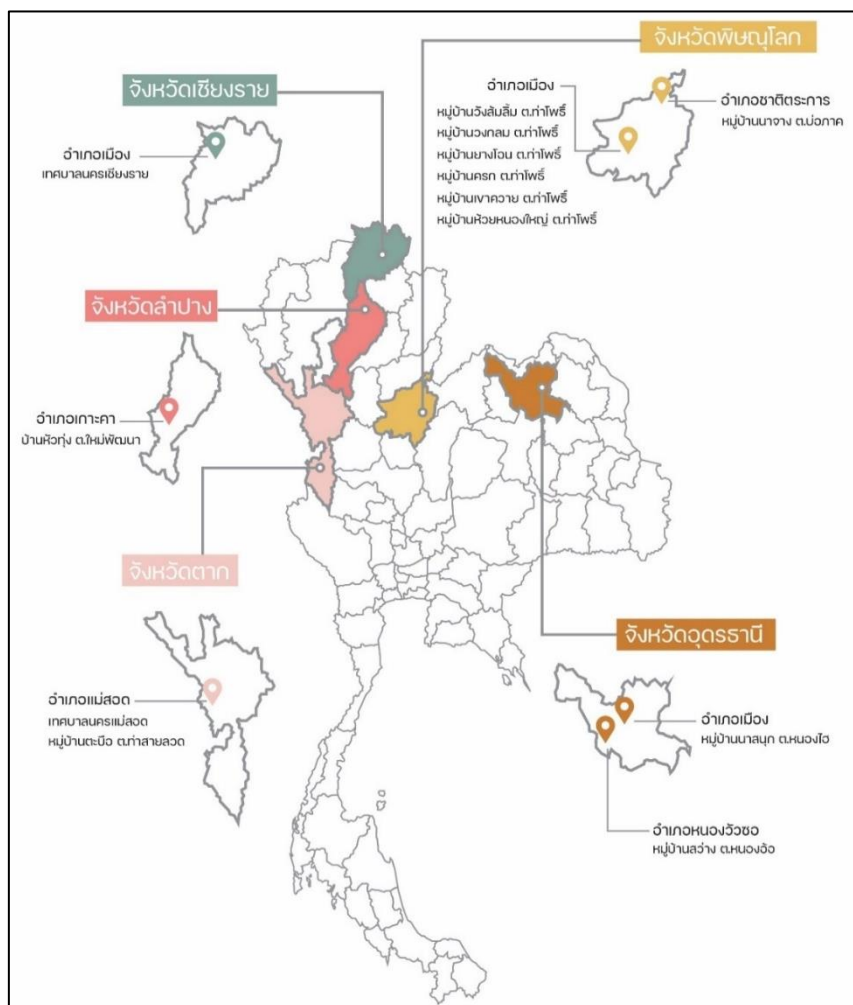 จังหวัดพิษณุโลก
อำเภอเมือง
หมู่บ้านวังส้มลิ้ม ต.ท่าโพธิ์
หมู่บ้านวงกลม ต.ท่าโพธิ์
หมู่บ้านยางโอน ต.ท่าโพธิ์
หมู่บ้านครก ต.ท่าโพธิ์
หมู่บ้านเขาควาย ต.ท่าโพธิ์
หมู่บ้านห้วยหนองใหญ่ ต.ท่าโพธิ์
อำเภอชาติตระการ
หมู่บ้านนาจาง ต.บ่อภาค
จังหวัดเชียงราย
อำเภอเมือง
เทศบาลนครเชียงราย
จังหวัดลำปาง
อำเภอเกาะคา
บ้านหัวทุ่ง ต.ใหม่พัฒนา
จังหวัดตาก
อำเภอแม่สอด
เทศบาลนครแม่สอด
หมู่บ้านตะมือ ต.ท่าสายลวด
จังหวัดอุดรธานี
อำเภอเมือง
หมู่บ้านนาสนุก ต.หนองไฮ
อำเภอหนองวัวซอ
หมู่บ้านสว่าง ต.หนองอ้อ